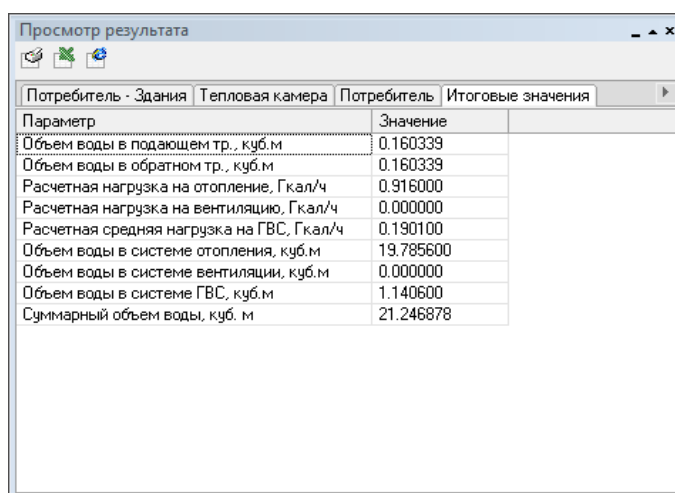 Просмотр результата
Потребитель - Здания Тепловая камера Потребитель Итоговые значения
Параметр Значение
Объем воды в подающем тр., куб.м 0.160339
Объем воды в обратном тр., куб.м 0.160339
Расчетная нагрузка на отопление, Гкал/ч 0.916000
Расчетная нагрузка на вентиляцию, Гкал/ч 0.000000
Расчетная средняя нагрузка на ГВС, Гкал/ч 0.190100
Объем воды в системе отопления, куб.м 19.785600
Объем воды в системе вентиляции, куб.м 0.000000
Объем воды в системе ГВС, куб.м 1.140600
Суммарный объем воды, куб. м 21.246878